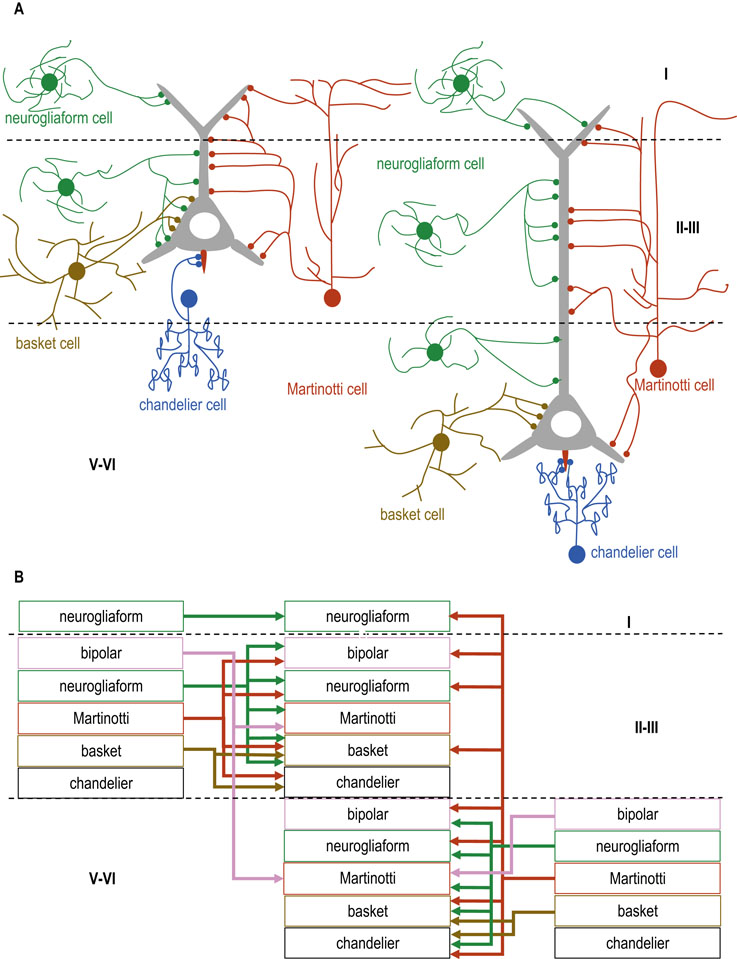 A
I
neurogliaform cell
neurogliaform cell
II-III
basket cell
Martinotti cell
Martinotti cell
chandelier cell
V-VI
basket cell
chandelier cell
B
neurogliaform
neurogliaform
I
bipolar
bipolar
neurogliaform
neurogliaform
Martinotti
Martinotti
II-III
basket
basket
chandelier
chandelier
bipolar
bipolar
neurogliaform
neurogliaform
V-VI
Martinotti
Martinotti
basket
basket
chandelier
chandelier